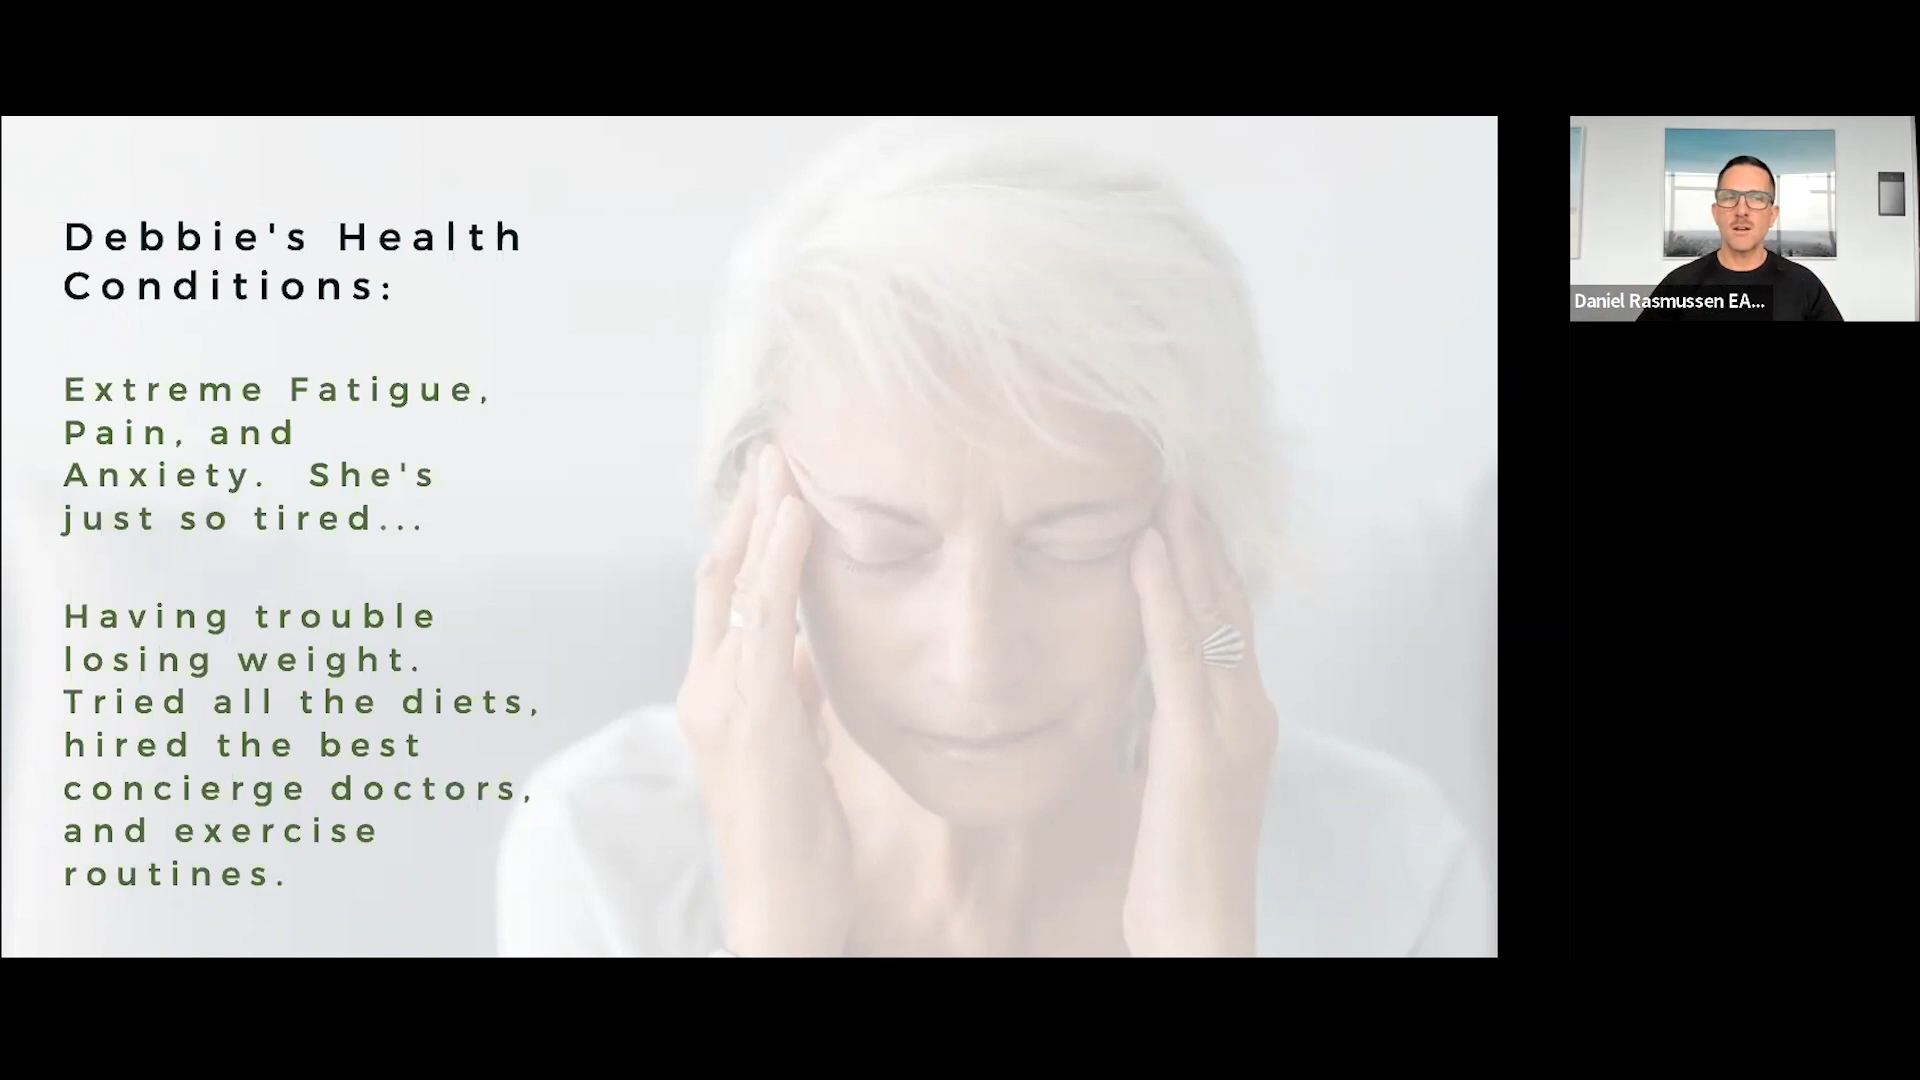 Debbie's Health
Conditions:
Extreme Fatigue,
Pain, and
Anxiety. She's
just so tired...
Having trouble
losing weight.
Tried all the diets,
hired the best
concierge doctors,
and exercise
routines.
Daniel Rasmussen EA...